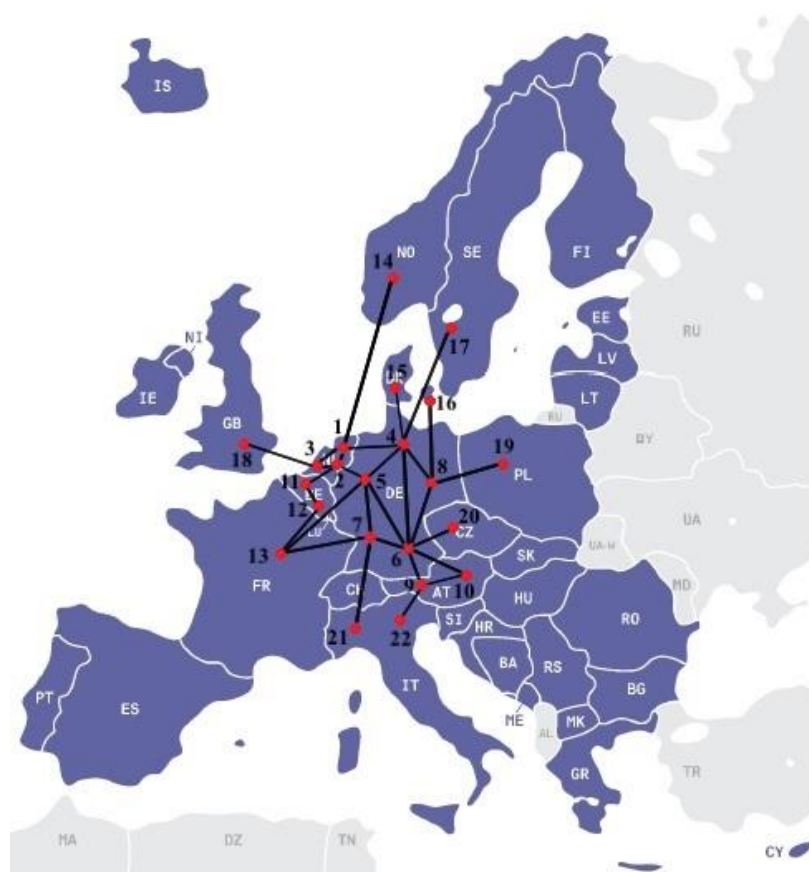 IS
NO
SE
FI
14
EE
RU
NI
17
LV
IE
15
LT
16
RU
GB
BY
1
18
3
4
19
PL
2
8
11
5
DE
20
12
CZ
UA
LU
7
SK
UA-W
13
6
MD
FR
9
10
CH
AT
HU
SI
RO
HR
21
22
BA
RS
PT
IT
BG
ES
ME
MK
AL
GR
TR
MA
DZ
TN
CY